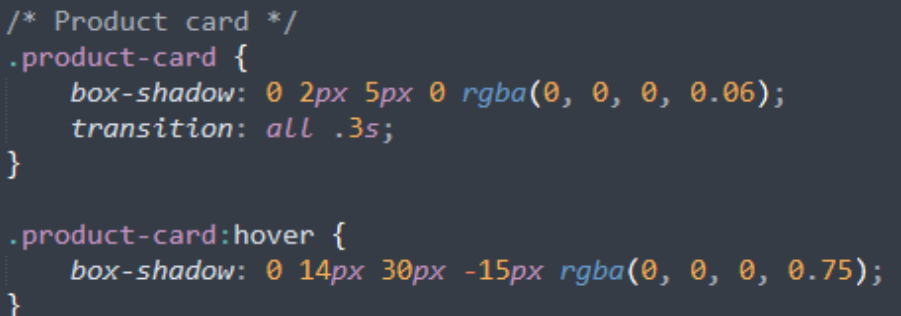 /* Product card */
.product-card {
    box-shadow: 0 2px 5px 0 rgba(0, 0, 0, 0.06);
    transition: all .3s;
}

.product-card:hover {
    box-shadow: 0 14px 30px -15px rgba(0, 0, 0, 0.75);
}